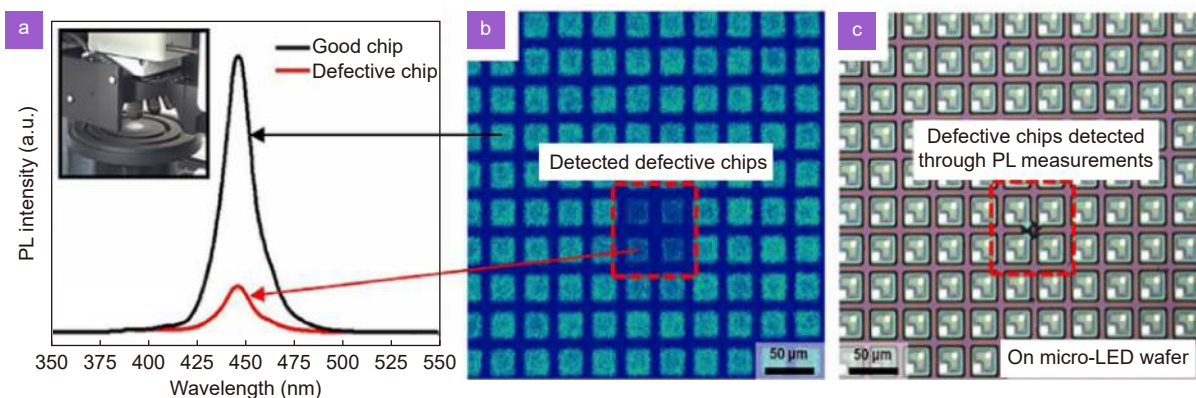 a
Good chip
Defective chip
PL intensity (a.u.)
350 375 400 425 450 475 500 525 550
Wavelength (nm)
b
Detected defective chips
50 μm
c
Defective chips detected
through PL measurements
On micro-LED wafer
50 μm